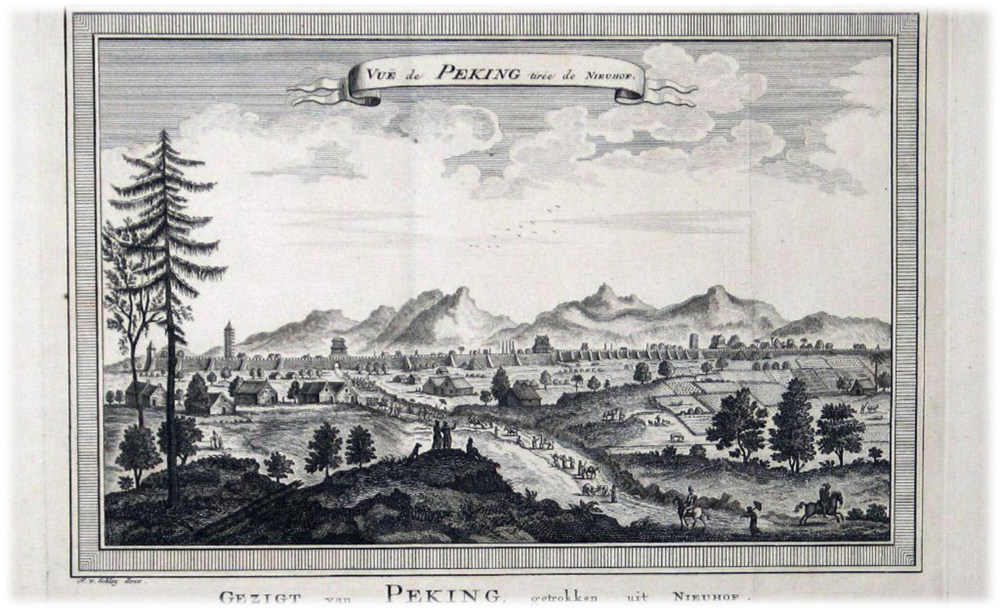 VUË de PEKING tirée de NIEUHOF.
J. v. Schley direx.
GEZIGT van PEKING, getrokken uit NIEUHOF.